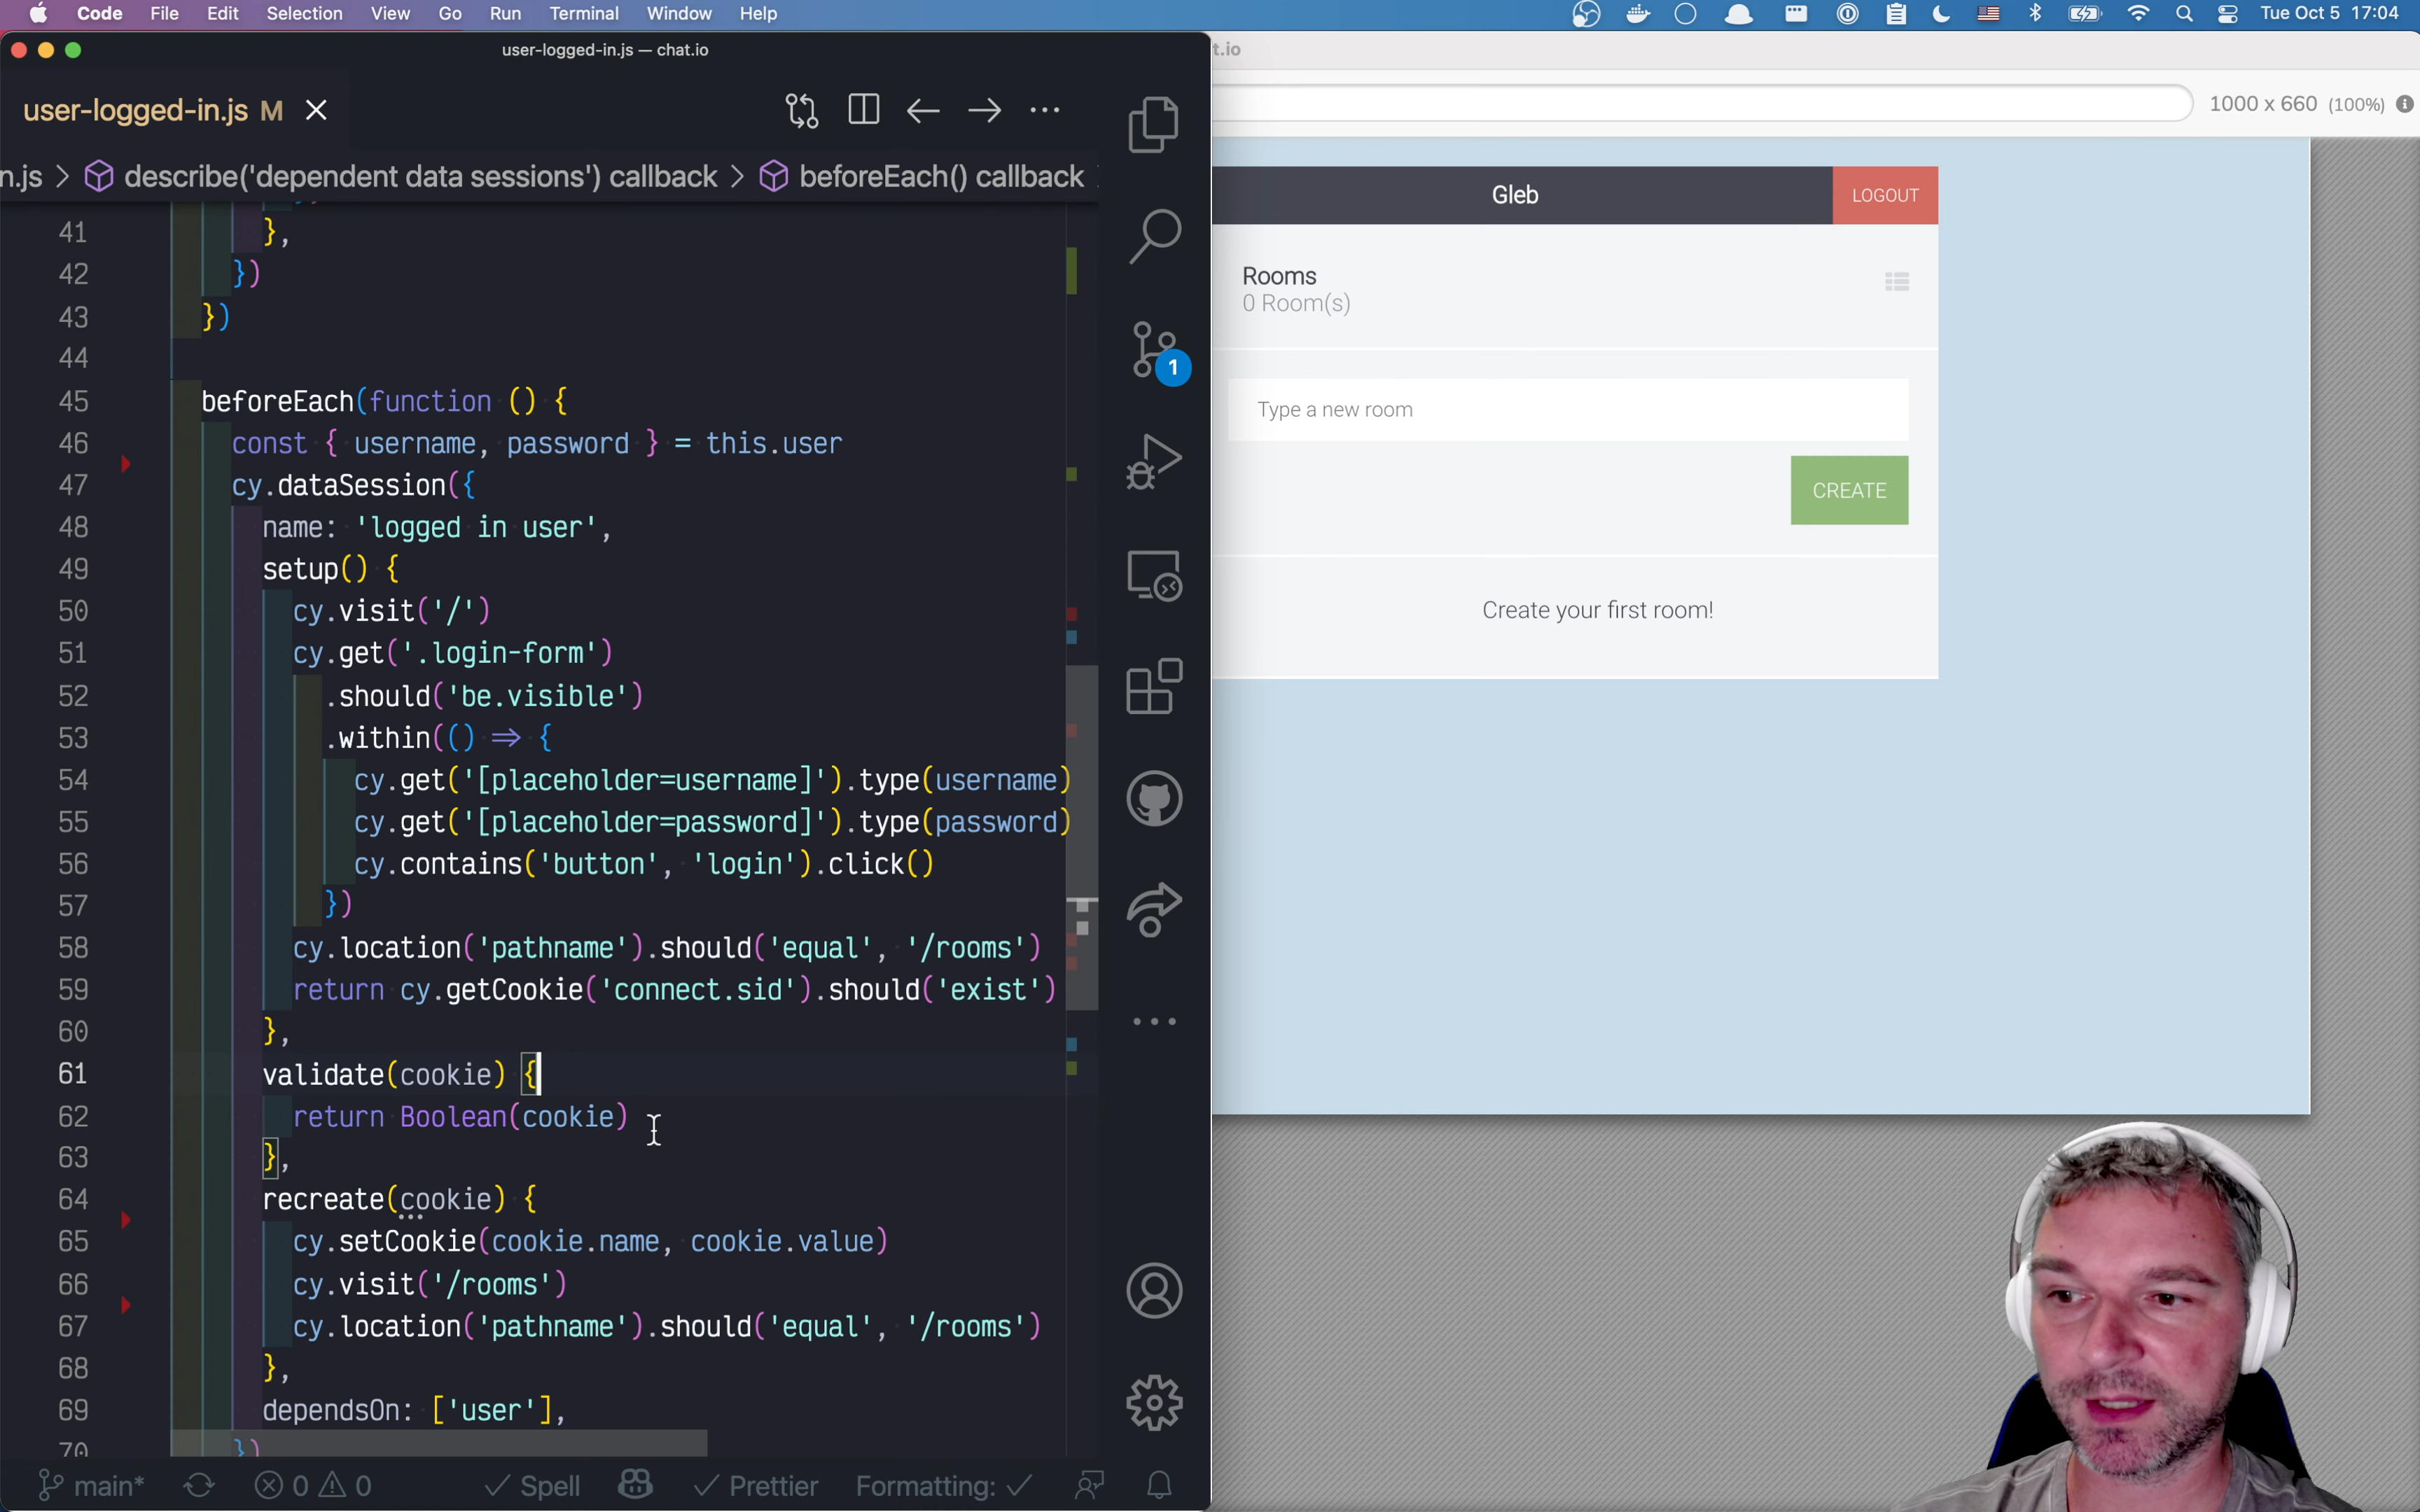 Code File Edit Selection View Go Run Terminal Window Help Tue Oct 5 17:04
user-logged-in.js — chat.io
t.io
user-logged-in.js M
1000 x 660 (100%)
n.js > describe('dependent data sessions') callback > beforeEach() callback
41 },
42 })
43 })
44
45 beforeEach(function () {
46 const { username, password } = this.user
47 cy.dataSession({
48 name: 'logged in user',
49 setup() {
50 cy.visit('/')
51 cy.get('.login-form')
52 .should('be.visible')
53 .within(() => {
54 cy.get('[placeholder=username]').type(username)
55 cy.get('[placeholder=password]').type(password)
56 cy.contains('button', 'login').click()
57 })
58 cy.location('pathname').should('equal', '/rooms')
59 return cy.getCookie('connect.sid').should('exist')
60 },
61 validate(cookie) {
62 return Boolean(cookie)
63 },
64 recreate(cookie) {
65 cy.setCookie(cookie.name, cookie.value)
66 cy.visit('/rooms')
67 cy.location('pathname').should('equal', '/rooms')
68 },
69 dependsOn: ['user'],
70 })
1
main* 0 0 Spell Prettier Formatting:
Gleb
LOGOUT
Rooms
0 Room(s)
Type a new room
CREATE
Create your first room!